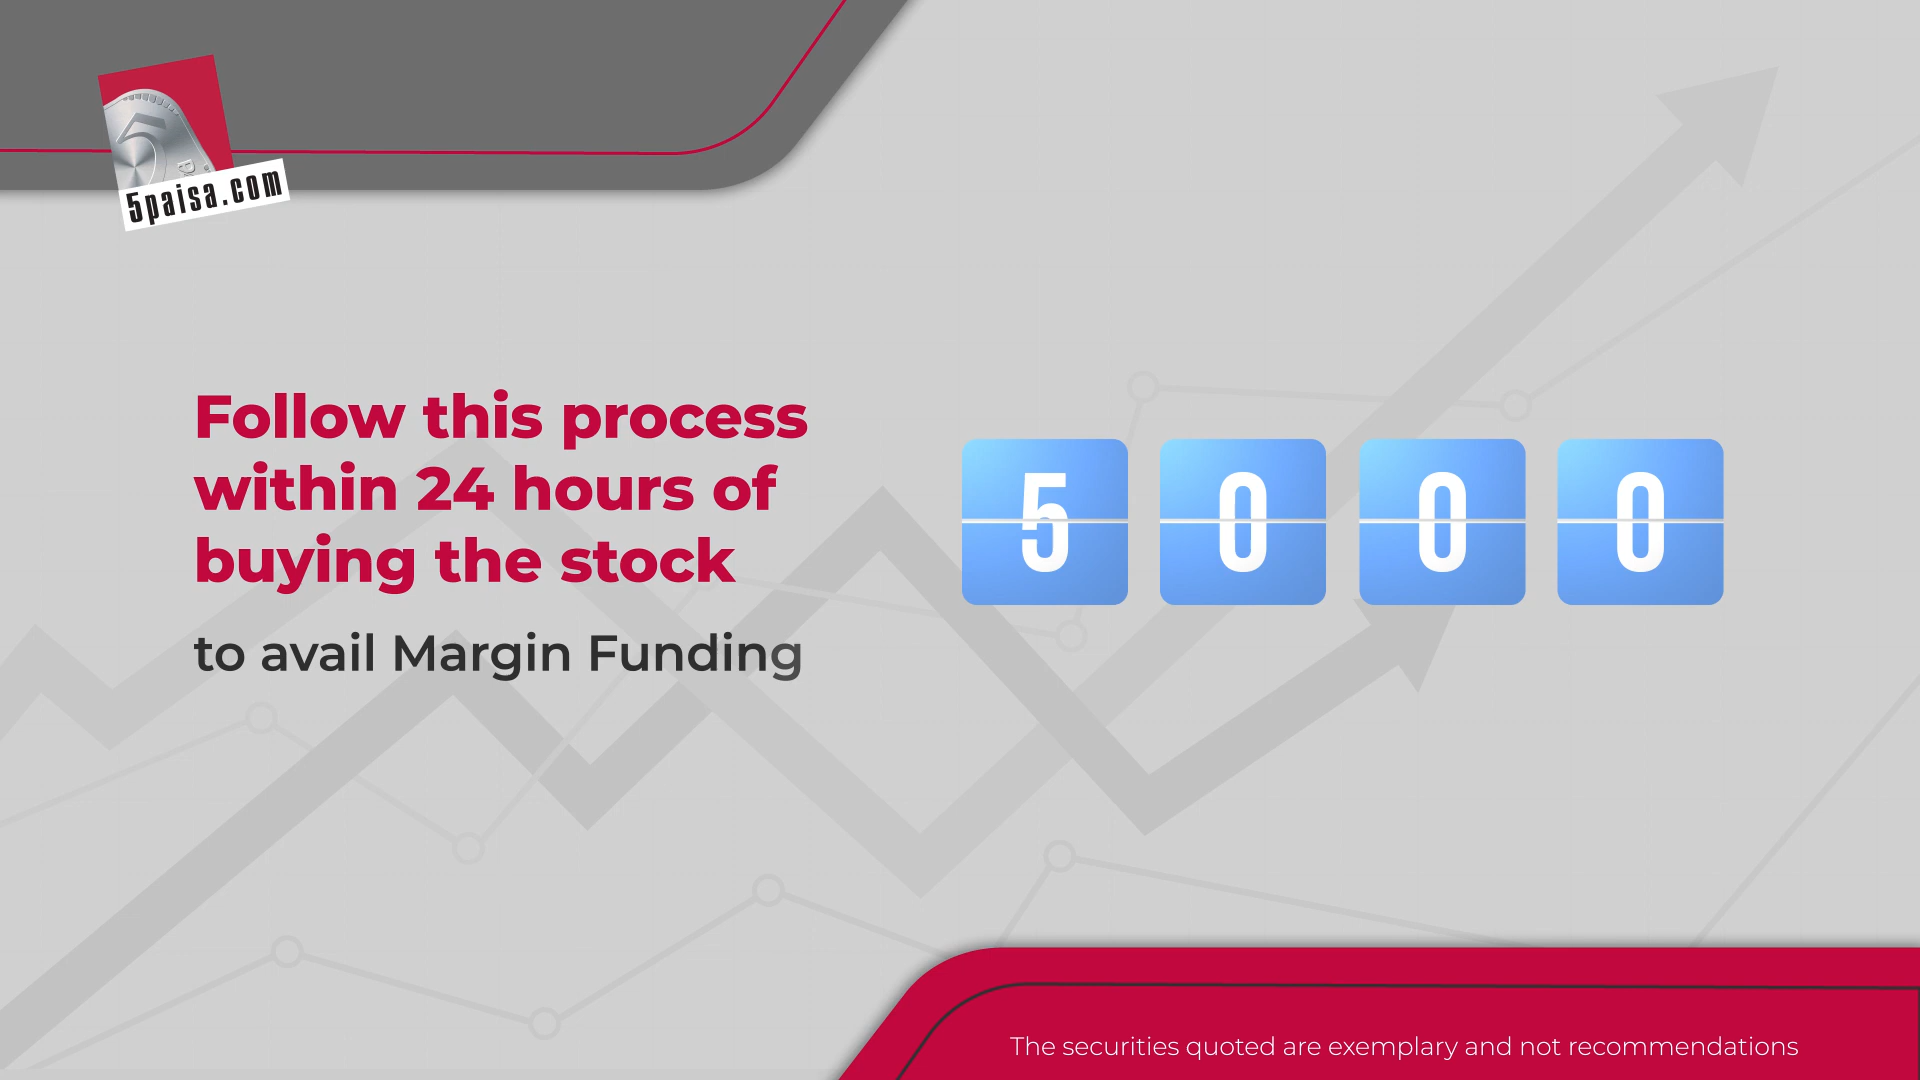 5
5paisa.com
Follow this process
within 24 hours of
buying the stock
to avail Margin Funding
5 0 0 0
The securities quoted are exemplary and not recommendations